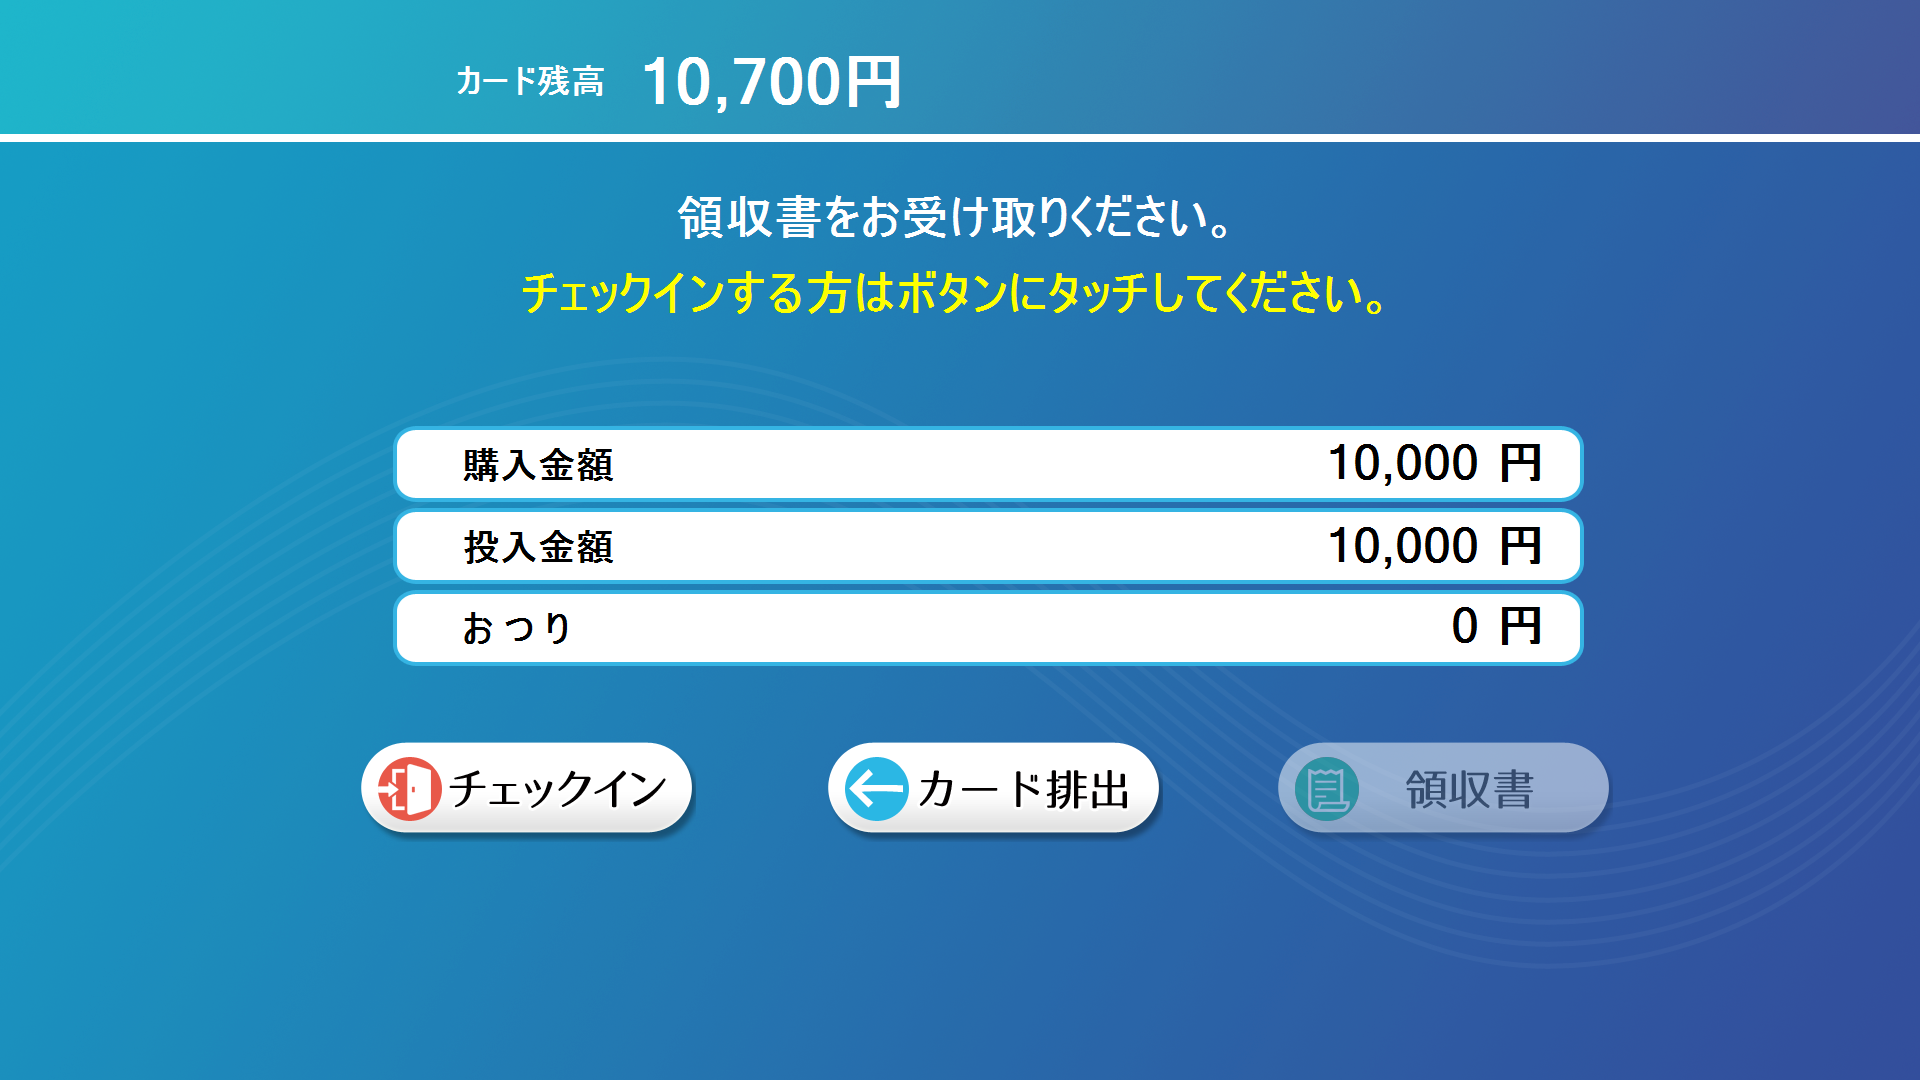 カード残高 10,700円
領収書をお受け取りください。
チェックインする方はボタンにタッチしてください。
購入金額 10,000 円
投入金額 10,000 円
おつり 0 円
チェックイン カード排出 領収書